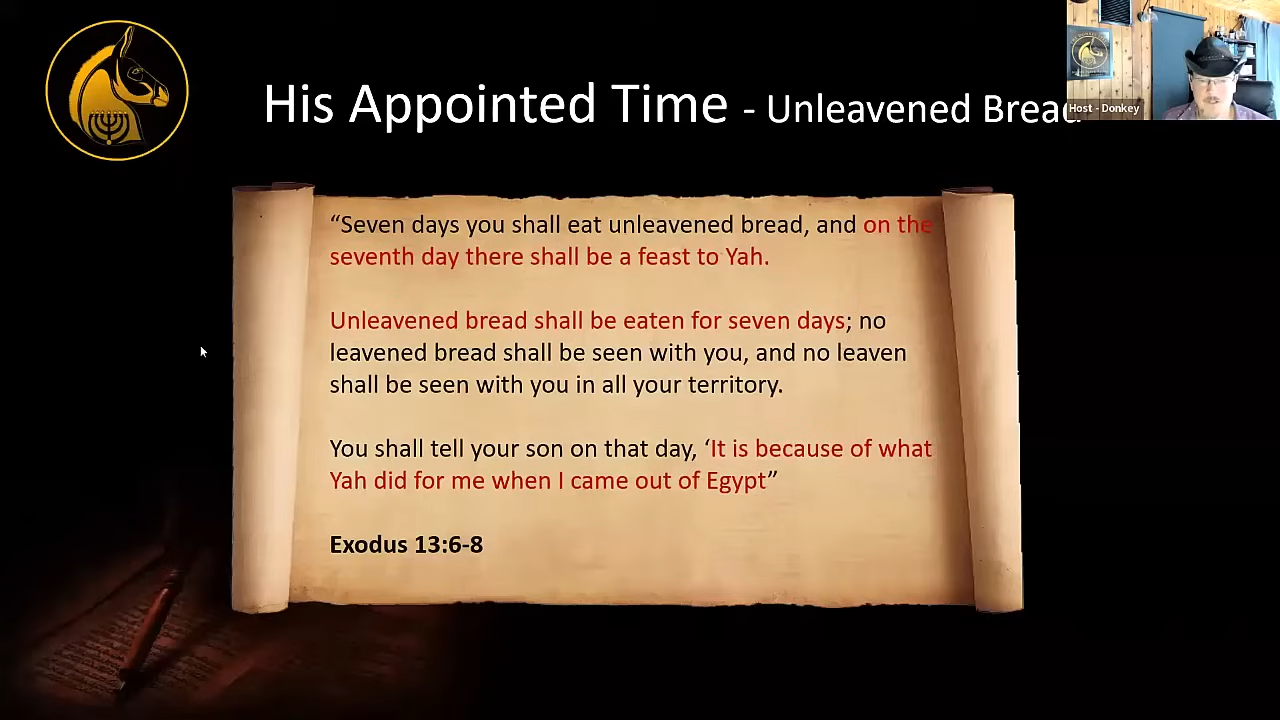 His Appointed Time - Unleavened Bread
Host - Donkey
“Seven days you shall eat unleavened bread, and on the
seventh day there shall be a feast to Yah.
Unleavened bread shall be eaten for seven days; no
leavened bread shall be seen with you, and no leaven
shall be seen with you in all your territory.
You shall tell your son on that day, ‘It is because of what
Yah did for me when I came out of Egypt”
Exodus 13:6-8